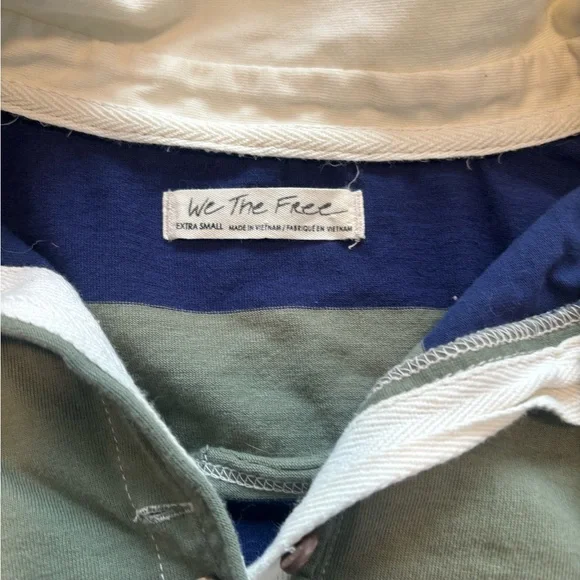 We The Free
EXTRA SMALL MADE IN VIETNAM / FABRIQUÉ EN VIETNAM